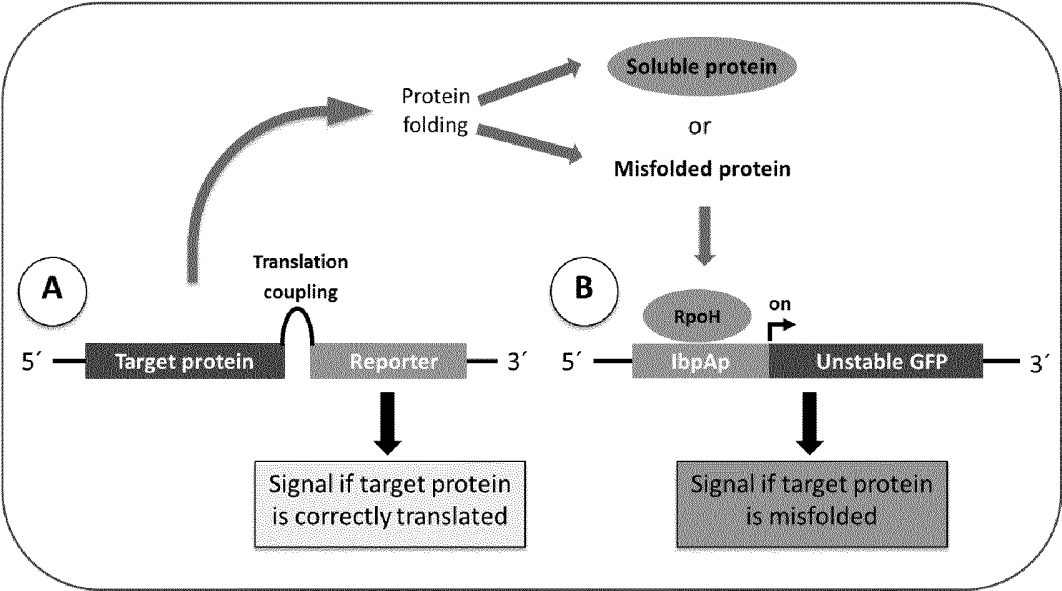 Soluble protein
Protein
folding
or
Misfolded protein
A
Translation
coupling
B
RpoH
on
5´
Target protein
Reporter
3´
5´
IbpAp
Unstable GFP
3´
Signal if target protein
is correctly translated
Signal if target protein
is misfolded